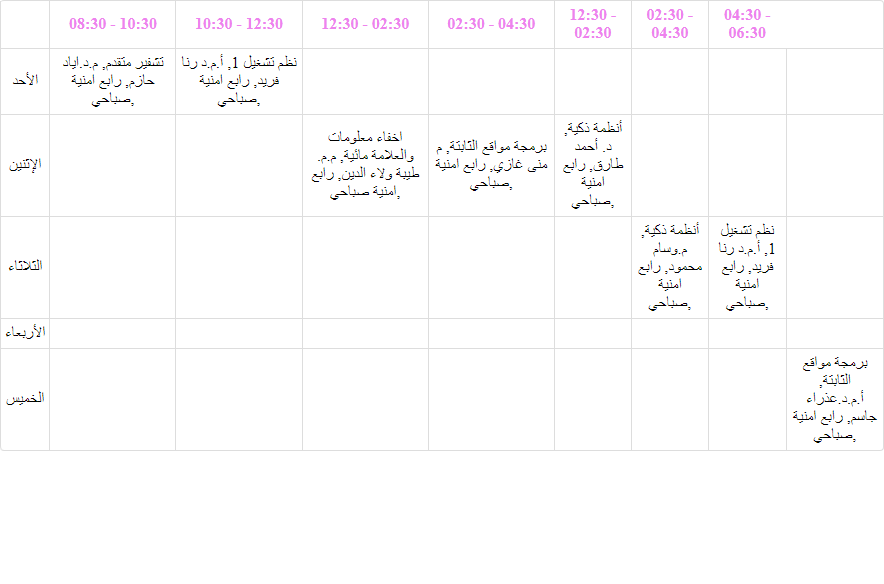 08:30 - 10:30
10:30 - 12:30
12:30 - 02:30
02:30 - 04:30
12:30 -
02:30
02:30 -
04:30
04:30 -
06:30
الأحد
تشفير متقدم, م.د.اياد
حازم, رابع امنية
صباحي,
نظم تشغيل 1, أ.م.د رنا
فريد, رابع امنية
صباحي,
الإثنين
اخفاء معلومات
والعلامة مائية, م.م.
طيبة ولاء الدين, رابع
امنية صباحي,
برمجة مواقع الثابتة, م
منى غازي, رابع امنية
صباحي,
أنظمة ذكية,
د. أحمد
طارق, رابع
امنية
صباحي,
الثلاثاء
أنظمة ذكية,
م.وسام
محمود, رابع
امنية
صباحي,
نظم تشغيل
1, أ.م.د رنا
فريد, رابع
امنية
صباحي,
الأربعاء
الخميس
برمجة مواقع
الثابتة,
أ.م.د.عذراء
جاسم, رابع امنية
صباحي,